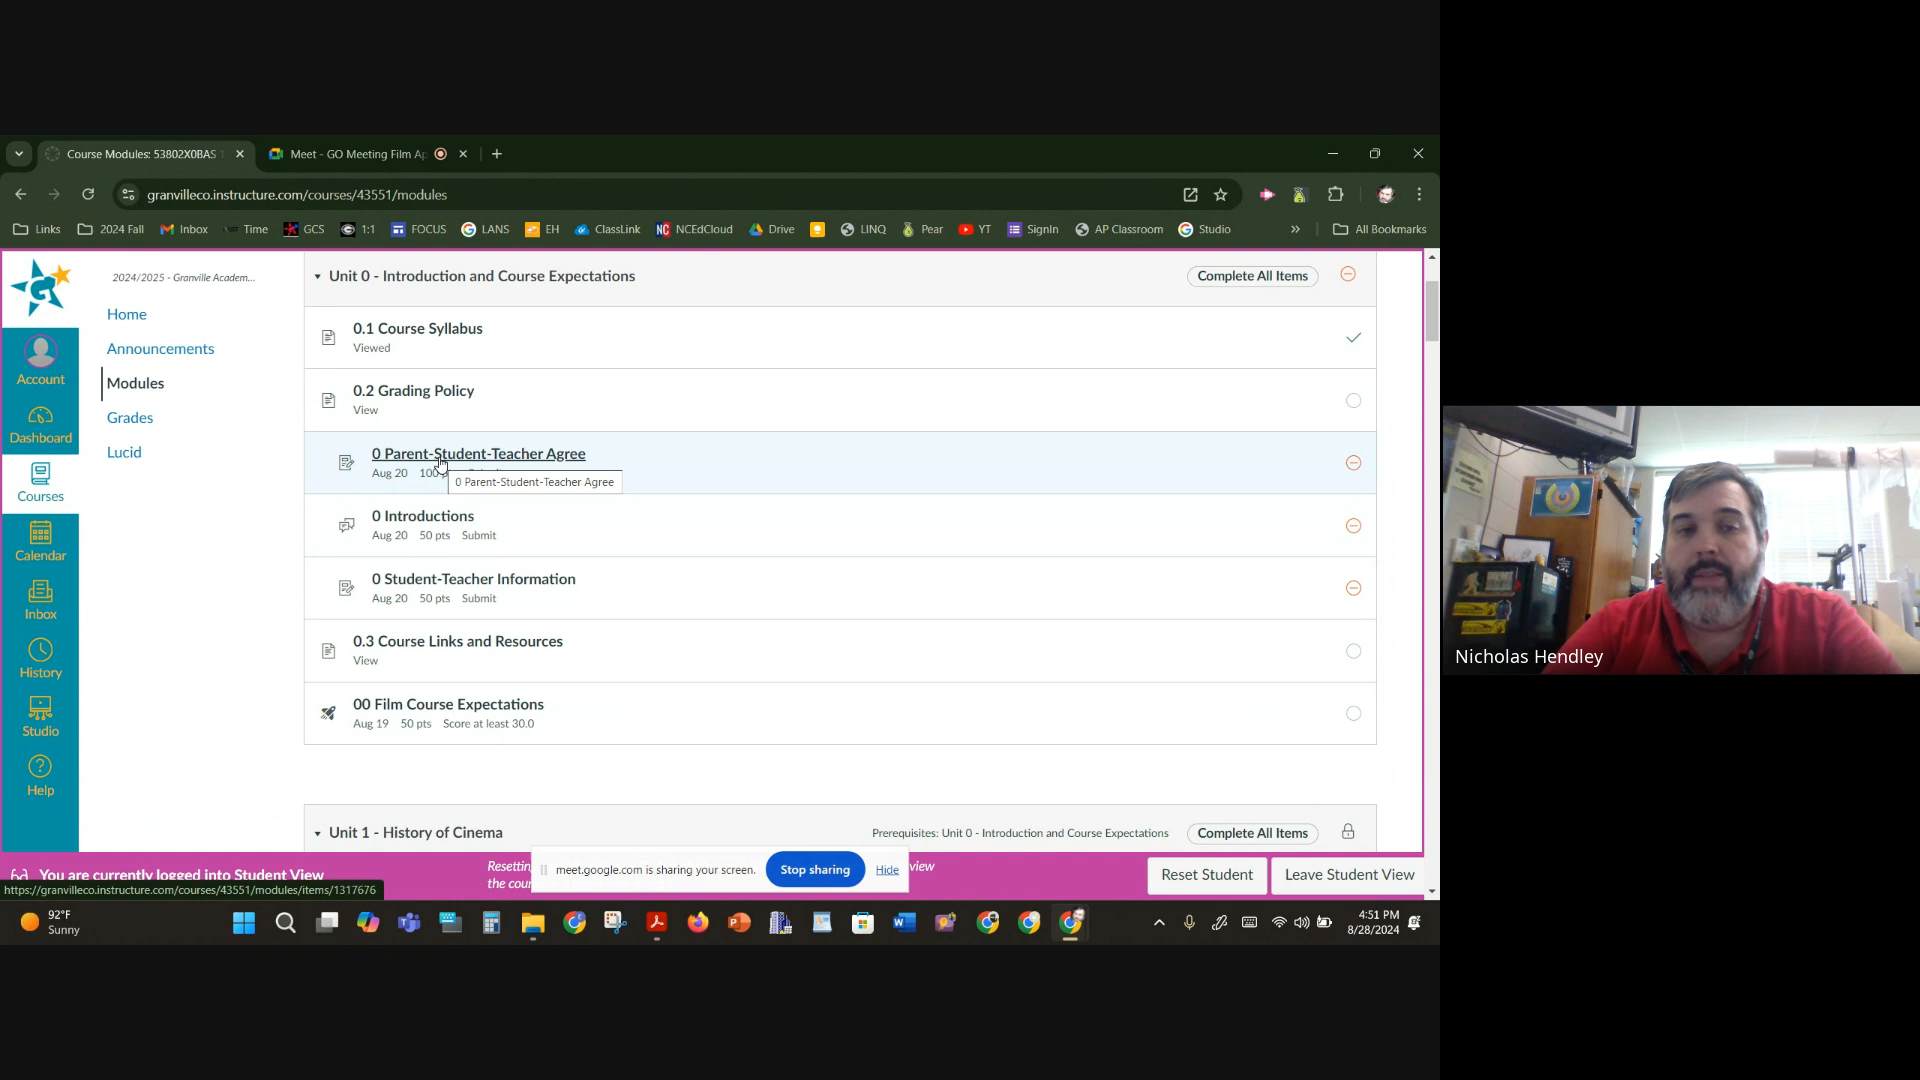 Course Modules: 53802X0BAS
Meet - GO Meeting Film Ap
granvilleco.instructure.com/courses/43551/modules
Links
2024 Fall
Inbox
Time
GCS
1:1
FOCUS
LANS
EH
ClassLink
NC
NCEdCloud
Drive
LINQ
Pear
YT
SignIn
AP Classroom
Studio
All Bookmarks
2024/2025 - Granville Academ...
Home
Announcements
Modules
Grades
Lucid
Account
Dashboard
Courses
Calendar
Inbox
History
Studio
Help
Unit 0 - Introduction and Course Expectations
Complete All Items
0.1 Course Syllabus
Viewed
0.2 Grading Policy
View
0 Parent-Student-Teacher Agree
Aug 20 100
0 Parent-Student-Teacher Agree
0 Introductions
Aug 20 50 pts Submit
0 Student-Teacher Information
Aug 20 50 pts Submit
0.3 Course Links and Resources
View
00 Film Course Expectations
Aug 19 50 pts Score at least 30.0
Unit 1 - History of Cinema
Prerequisites: Unit 0 - Introduction and Course Expectations
Complete All Items
You are currently logged into Student View
Resettin
the cour
view
meet.google.com is sharing your screen.
Stop sharing
Hide
Reset Student
Leave Student View
https://granvilleco.instructure.com/courses/43551/modules/items/1317676
92°F
Sunny
4:51 PM
8/28/2024
Nicholas Hendley